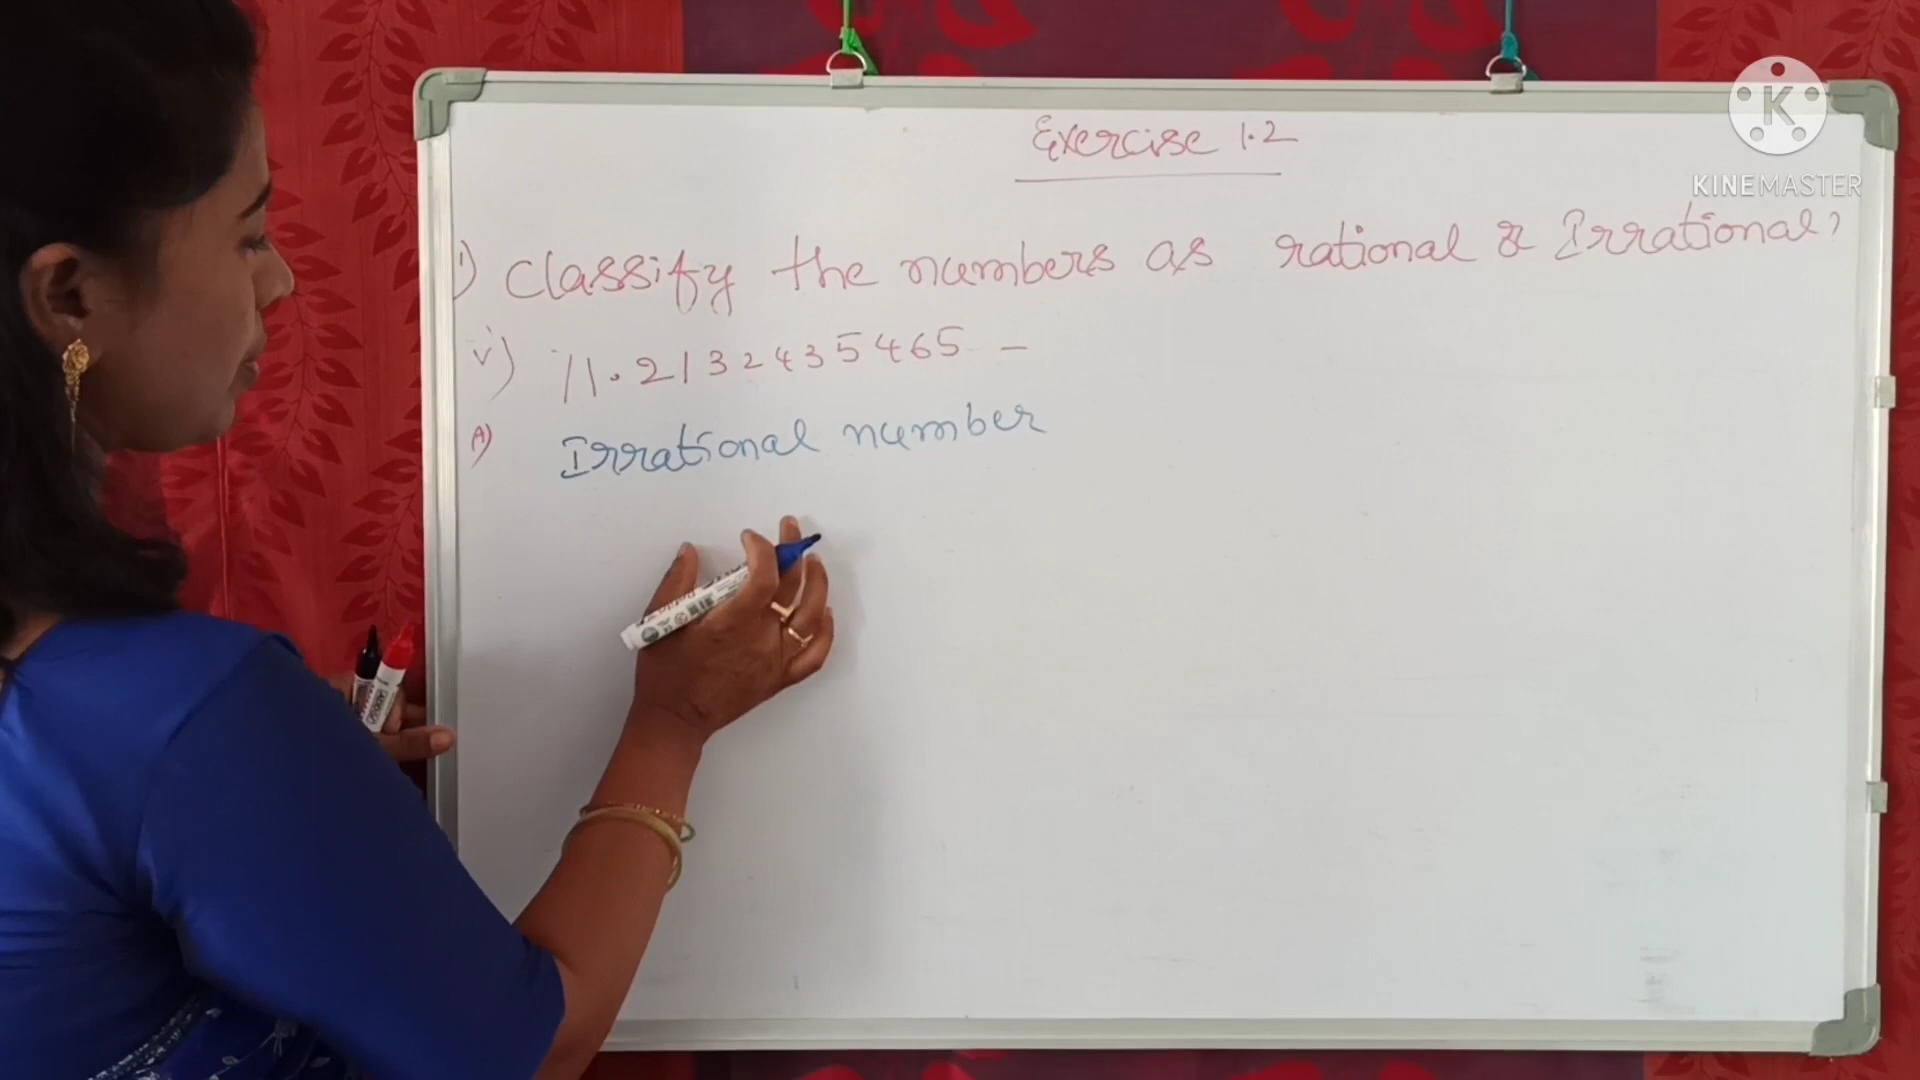 Exercise 1.2
1) Classify the numbers as rational & Irrational?
v) 11.2132435465 -
A) Irrational number
K
KINEMASTER